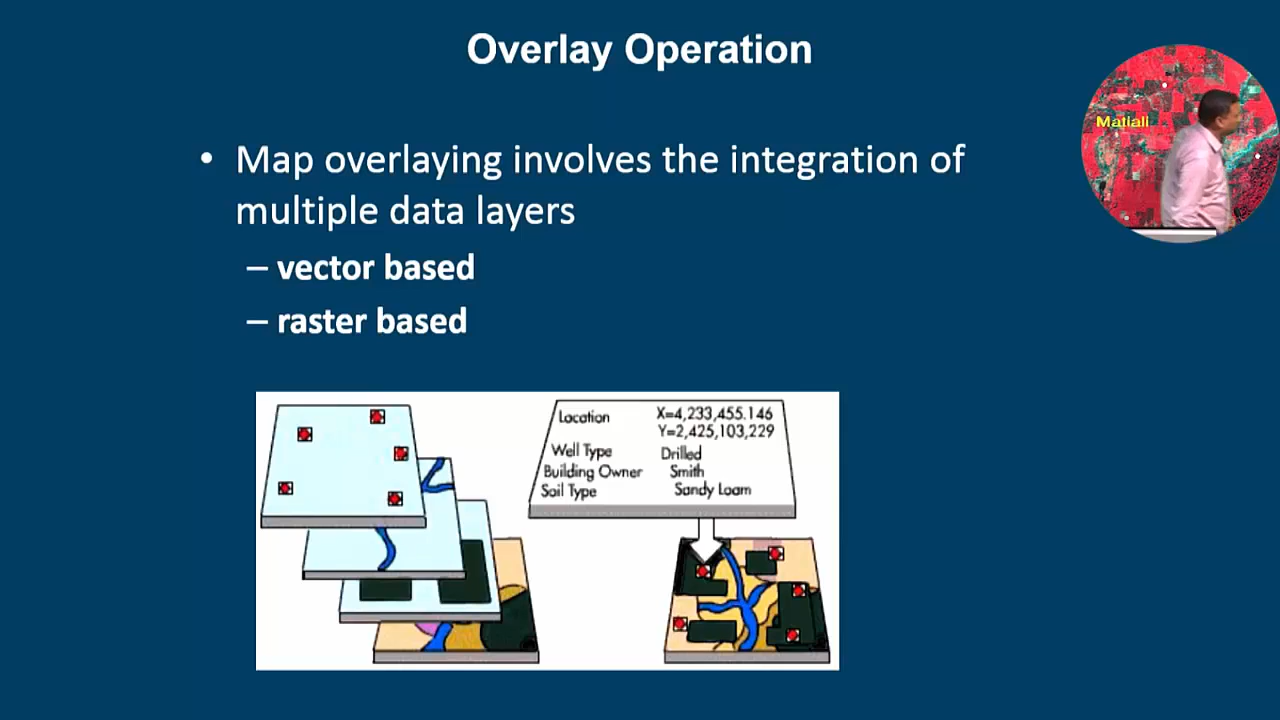 Overlay Operation
Matiali
• Map overlaying involves the integration of
multiple data layers
– vector based
– raster based
Location X=4,233,455.146
Y=2,425,103,229
Well Type Drilled
Building Owner Smith
Soil Type Sandy Loam